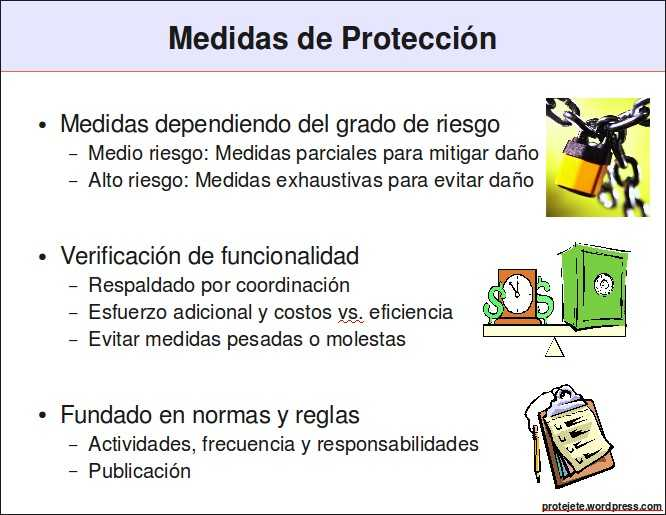 Medidas de Protección
• Medidas dependiendo del grado de riesgo
– Medio riesgo: Medidas parciales para mitigar daño
– Alto riesgo: Medidas exhaustivas para evitar daño
• Verificación de funcionalidad
– Respaldado por coordinación
– Esfuerzo adicional y costos vs. eficiencia
– Evitar medidas pesadas o molestas
• Fundado en normas y reglas
– Actividades, frecuencia y responsabilidades
– Publicación
protejete.wordpress.com